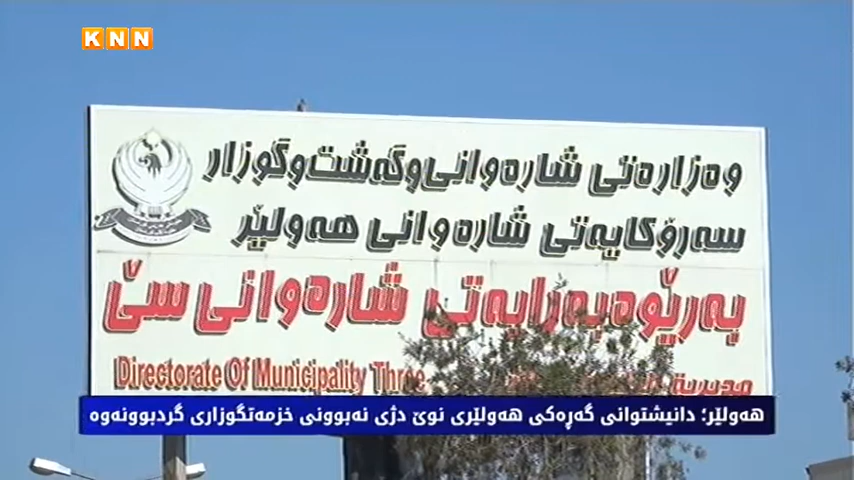 KNN
وەزارەتی شارەوانی وگەشت وگوزار
سەرۆکایەتی شارەوانی هەولێر
بەڕێوەبەرایەتی شارەوانی سێ
Directorate Of Municipality Three
مديرية
هەولێر؛ دانیشتوانی گەڕەکی هەولێری نوێ دژی نەبوونی خزمەتگوزاری گردبوونەوە